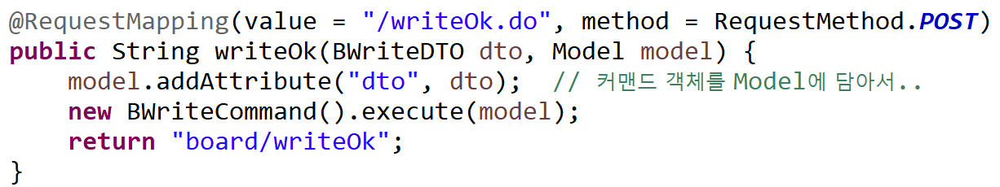 @RequestMapping(value = "/writeOk.do", method = RequestMethod.POST)
public String writeOk(BWriteDTO dto, Model model) {
    model.addAttribute("dto", dto);  // 커맨드 객체를 Model에 담아서..
    new BWriteCommand().execute(model);
    return "board/writeOk";
}